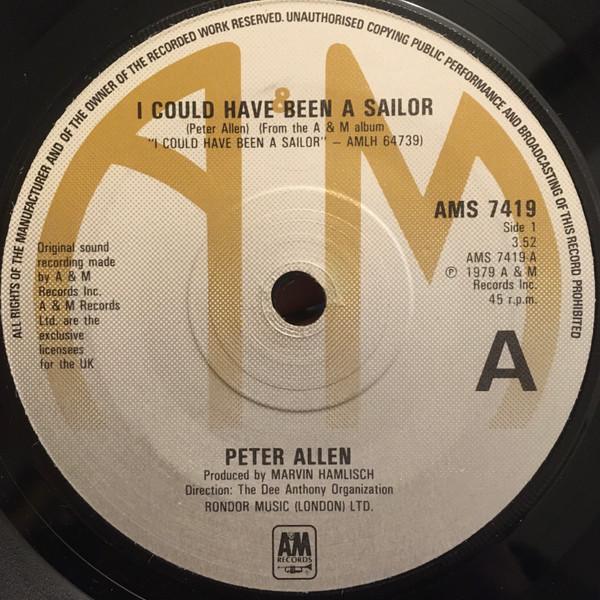 ALL RIGHTS OF THE MANUFACTURER AND OF THE OWNER OF THE RECORDED WORK RESERVED. UNAUTHORISED COPYING PUBLIC PERFORMANCE AND BROADCASTING OF THIS RECORD PROHIBITED
&
I COULD HAVE BEEN A SAILOR
(Peter Allen) (From the A & M album
"I COULD HAVE BEEN A SAILOR" – AMLH 64739)
AMS 7419
Side 1
3.52
AMS 7419-A
℗ 1979 A & M
Records Inc.
45 r.p.m.
Original sound
recording made
by A & M
Records Inc.
A & M Records
Ltd. are the
exclusive
licensees
for the UK
A
PETER ALLEN
Produced by MARVIN HAMLISCH
Direction: The Dee Anthony Organization
RONDOR MUSIC (LONDON) LTD.
A&M
RECORDS
AM